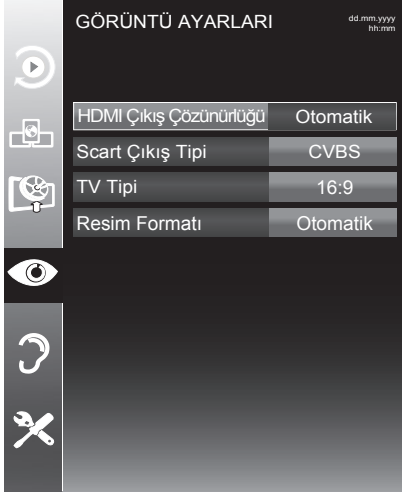 GÖRÜNTÜ AYARLARI
dd.mm.yyyy
hh:mm
HDMI Çıkış Çözünürlüğü Otomatik
Scart Çıkış Tipi CVBS
TV Tipi 16:9
Resim Formatı Otomatik